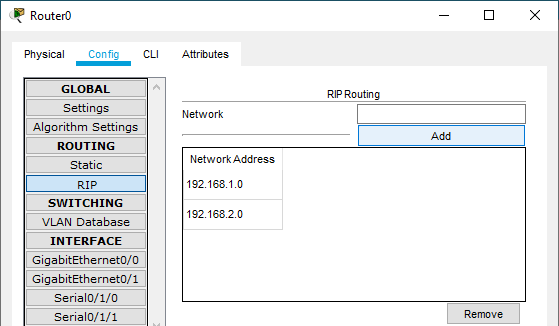 Router0
Physical Config CLI Attributes
GLOBAL
Settings
Algorithm Settings
ROUTING
Static
RIP
SWITCHING
VLAN Database
INTERFACE
GigabitEthernet0/0
GigabitEthernet0/1
Serial0/1/0
Serial0/1/1
RIP Routing
Network
Add
Network Address
192.168.1.0
192.168.2.0
Remove